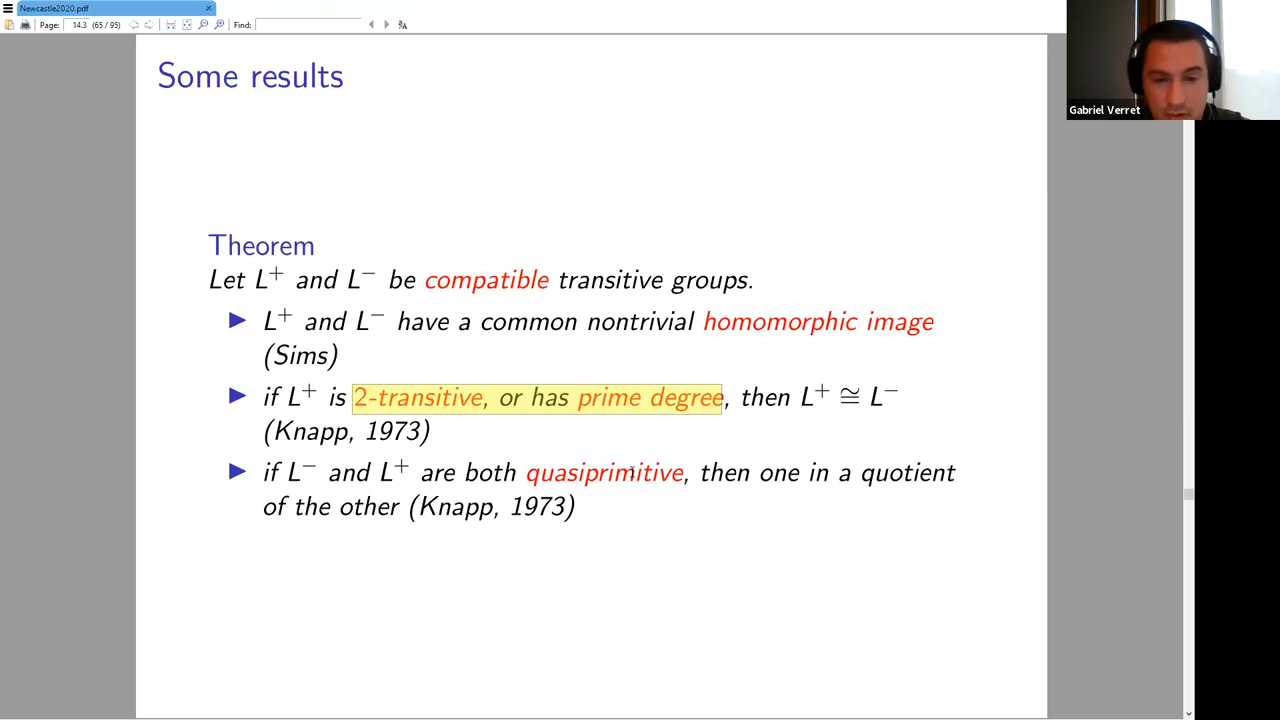 Newcastle2020.pdf
Page: 14.3 (65 / 95) Find:
Some results
Gabriel Verret
Theorem
Let L⁺ and L⁻ be compatible transitive groups.
▶ L⁺ and L⁻ have a common nontrivial homomorphic image
(Sims)
▶ if L⁺ is 2-transitive, or has prime degree, then L⁺ ≅ L⁻
(Knapp, 1973)
▶ if L⁻ and L⁺ are both quasiprimitive, then one in a quotient
of the other (Knapp, 1973)